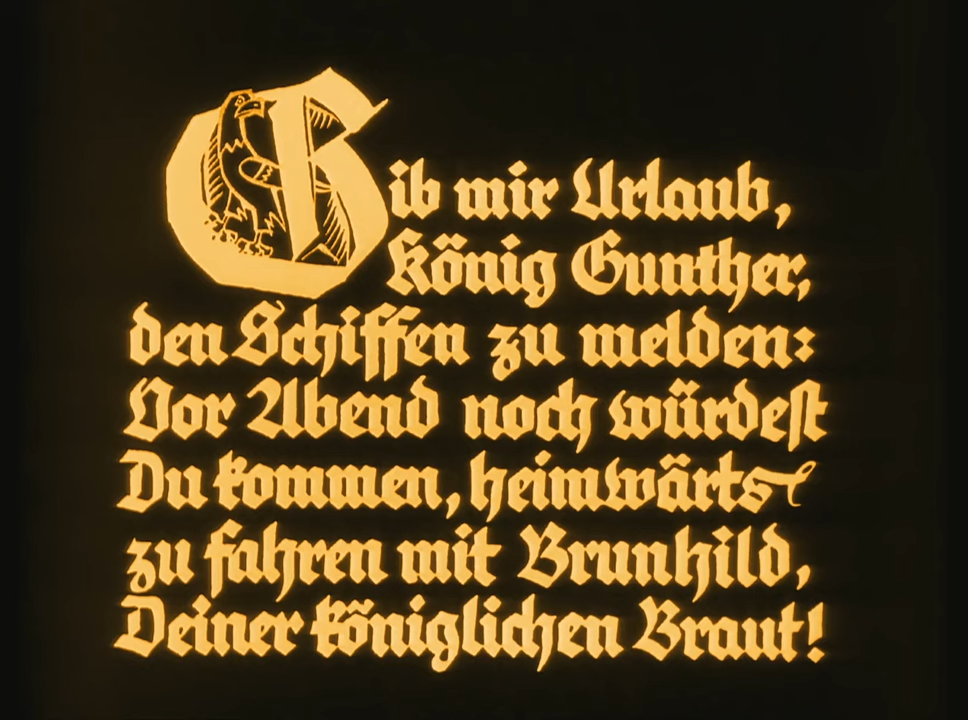 Gib mir Urlaub,
König Gunther,
den Schiffen zu melden:
Vor Abend noch würdest
Du kommen, heimwärts
zu fahren mit Brunhild,
Deiner königlichen Braut!